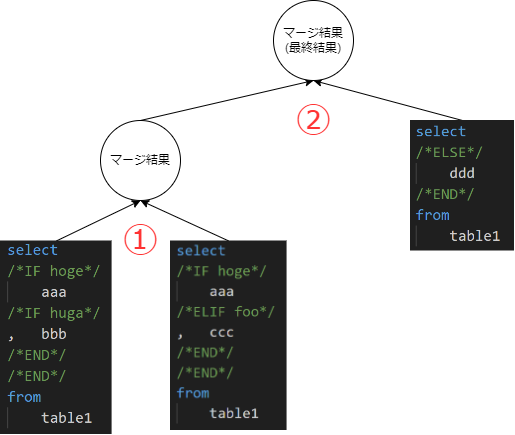 マージ結果
(最終結果)
②
マージ結果
①
select
/*IF hoge*/
aaa
/*IF huga*/
, bbb
/*END*/
/*END*/
from
table1
select
/*IF hoge*/
aaa
/*ELIF foo*/
, ccc
/*END*/
/*END*/
from
table1
select
/*ELSE*/
ddd
/*END*/
from
table1